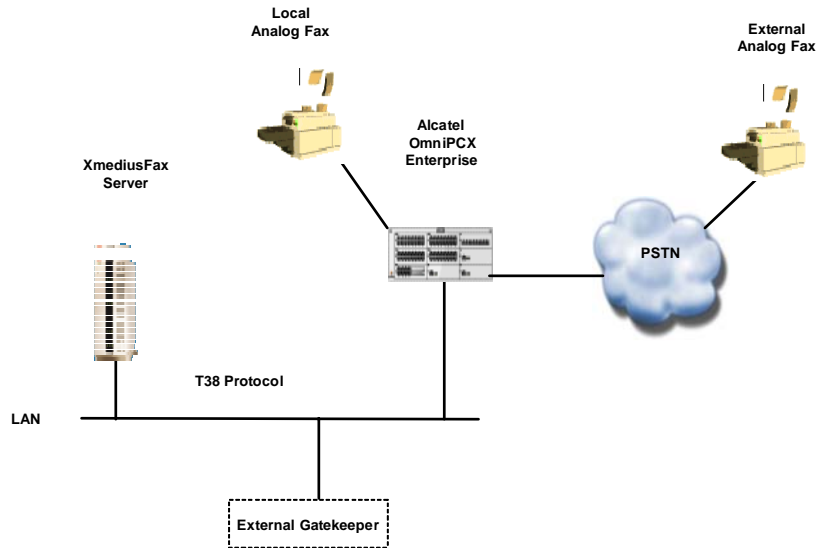 Local
Analog Fax
External
Analog Fax
Alcatel
OmniPCX
Enterprise
XmediusFax
Server
PSTN
T38 Protocol
LAN
External Gatekeeper